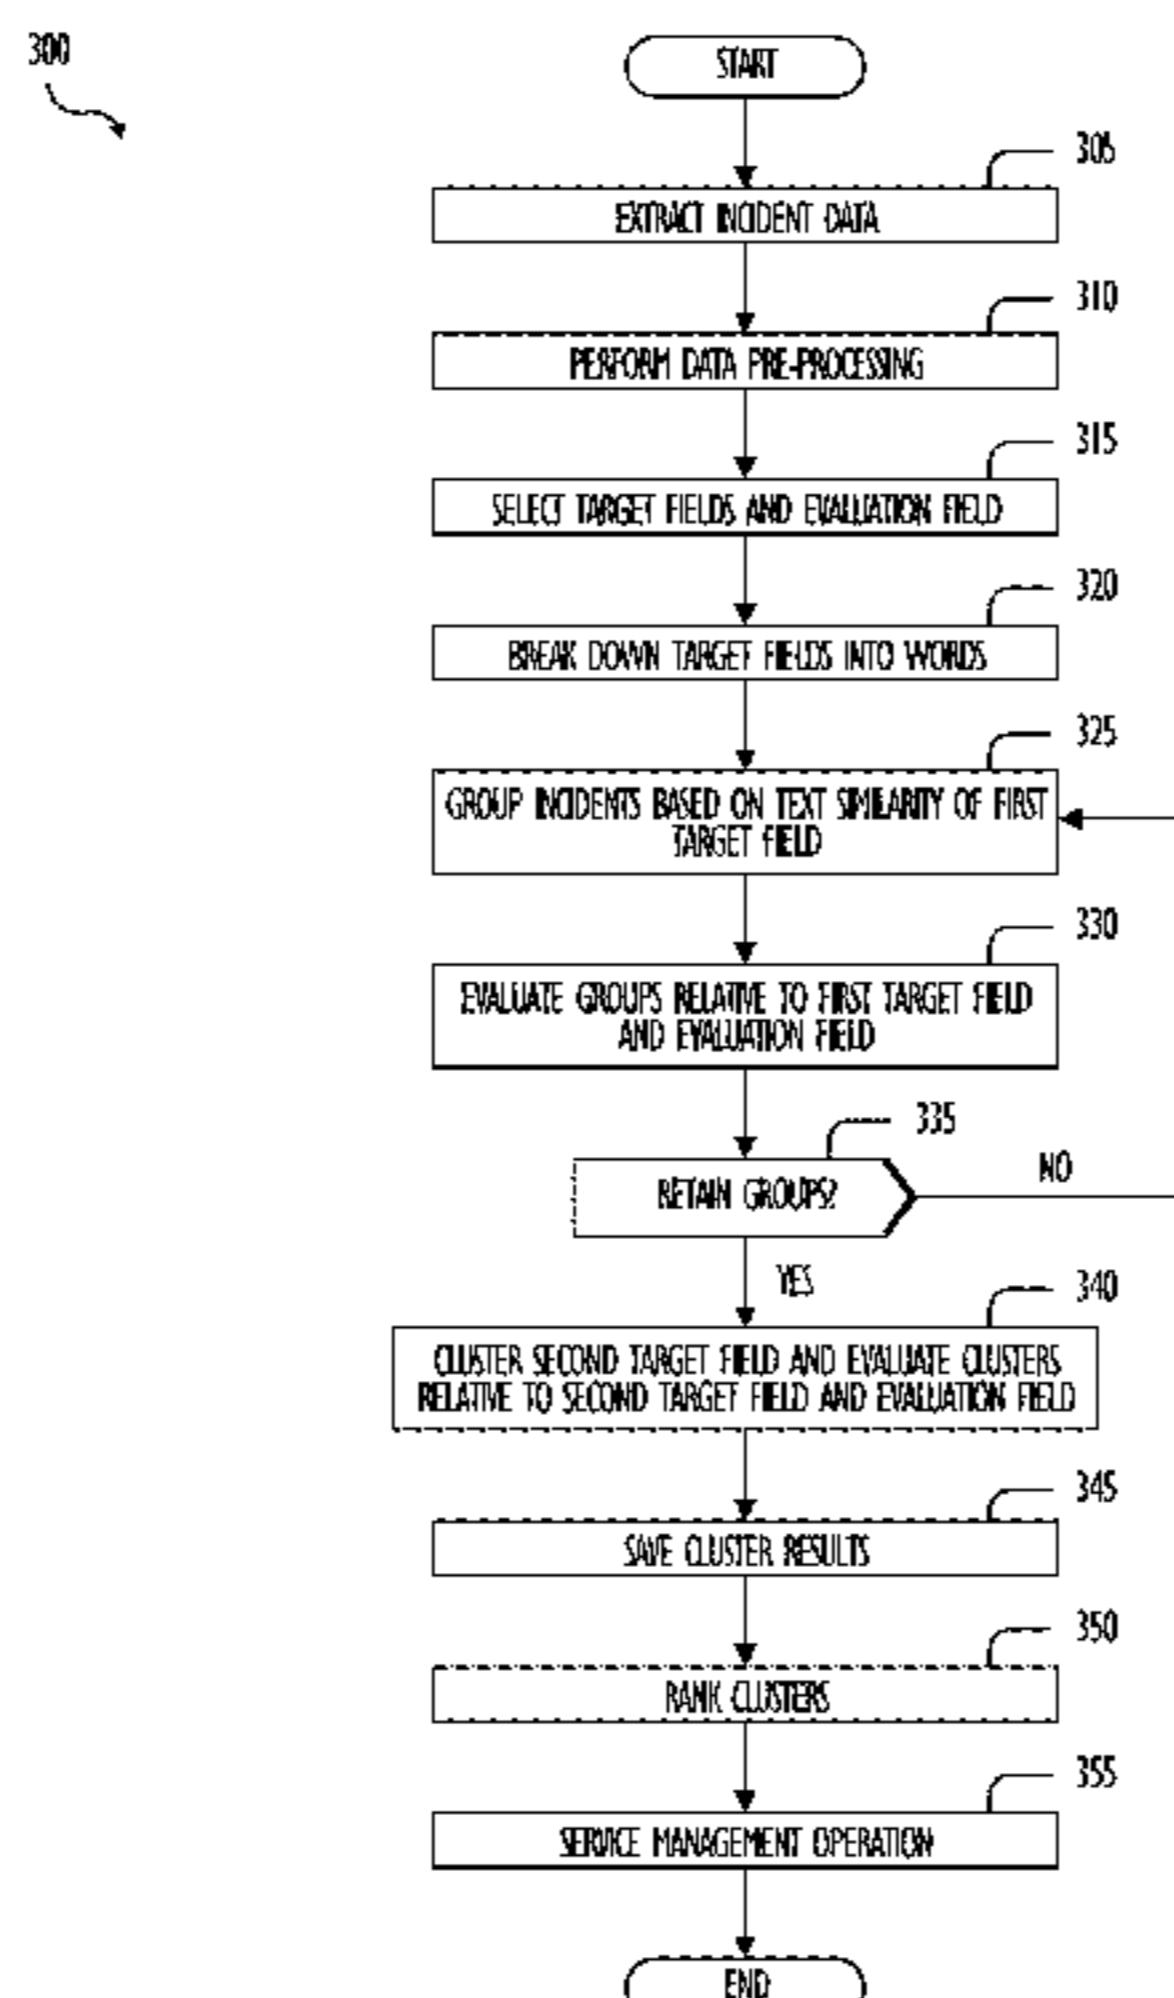 300
START
305
EXTRACT INCIDENT DATA
310
PERFORM DATA PRE-PROCESSING
315
SELECT TARGET FIELDS AND EVALUATION FIELD
320
BREAK DOWN TARGET FIELDS INTO WORDS
325
GROUP INCIDENTS BASED ON TEXT SIMILARITY OF FIRST
TARGET FIELD
330
EVALUATE GROUPS RELATIVE TO FIRST TARGET FIELD
AND EVALUATION FIELD
335
RETAIN GROUPS?
NO
YES
340
CLUSTER SECOND TARGET FIELD AND EVALUATE CLUSTERS
RELATIVE TO SECOND TARGET FIELD AND EVALUATION FIELD
345
SAVE CLUSTER RESULTS
350
RANK CLUSTERS
355
SERVICE MANAGEMENT OPERATION
END